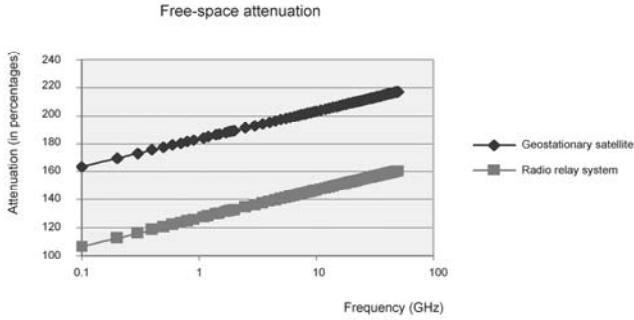 Free-space attenuation
Attenuation (in percentages)
240
220
200
180
160
140
120
100
0.1
1
10
100
Frequency (GHz)
Geostationary satellite
Radio relay system